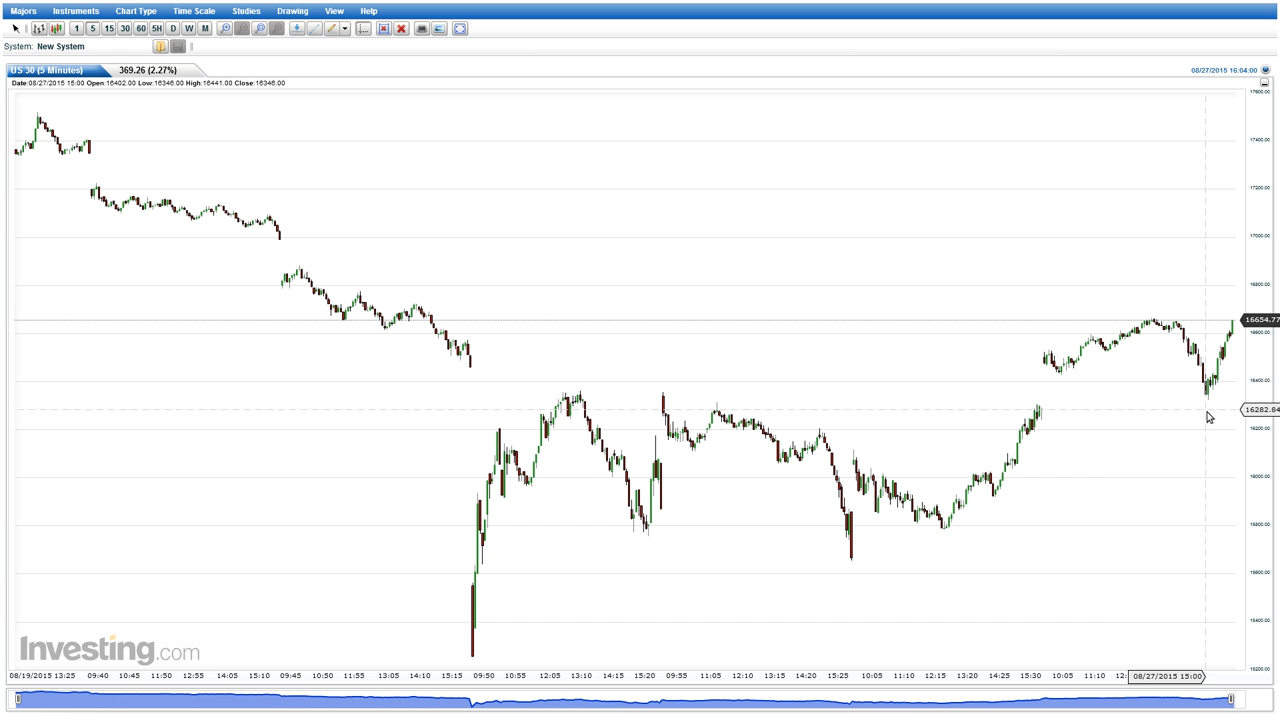 Majors Instruments Chart Type Time Scale Studies Drawing View Help
1 5 15 30 60 5H D W M
System: New System
US 30 (5 Minutes) 369.26 (2.27%) 08/27/2015 16:04:00
Date:08/27/2015 15:00 Open:16402.00 Low:16346.00 High:16441.00 Close:16346.00
17600.00
17400.00
17200.00
17000.00
16800.00
16654.77
16600.00
16400.00
16282.84
16200.00
16000.00
15800.00
15600.00
15400.00
15200.00
Investing.com
08/19/2015 13:25 09:40 10:45 11:50 12:55 14:05 15:10 09:45 10:50 11:55 13:05 14:10 15:15 09:50 10:55 12:05 13:10 14:15 15:20 09:55 11:00 12:05 13:15 14:20 15:25 10:00 11:10 12:15 13:20 14:25 15:30 10:05 11:10 08/27/2015 15:00